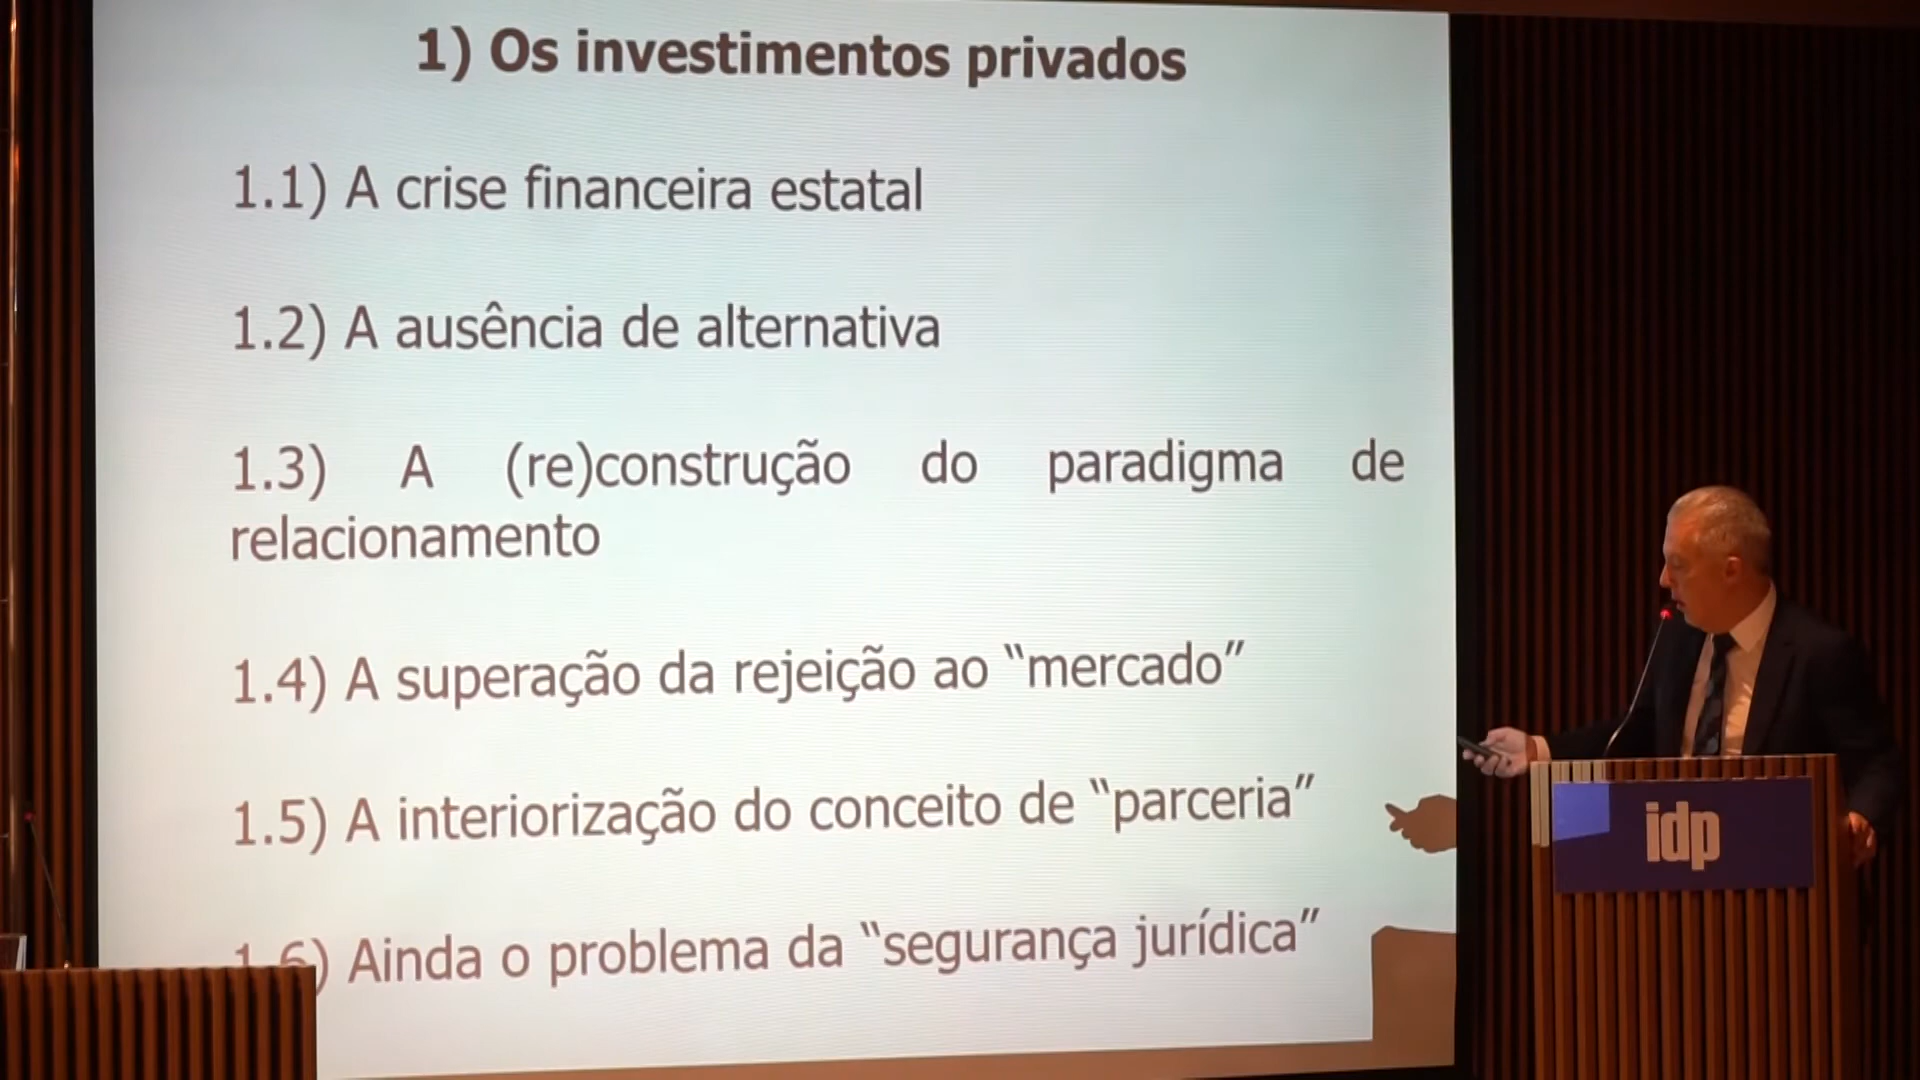 1) Os investimentos privados
1.1) A crise financeira estatal
1.2) A ausência de alternativa
1.3) A (re)construção do paradigma de
relacionamento
1.4) A superação da rejeição ao “mercado”
1.5) A interiorização do conceito de “parceria”
1.6) Ainda o problema da “segurança jurídica”
idp